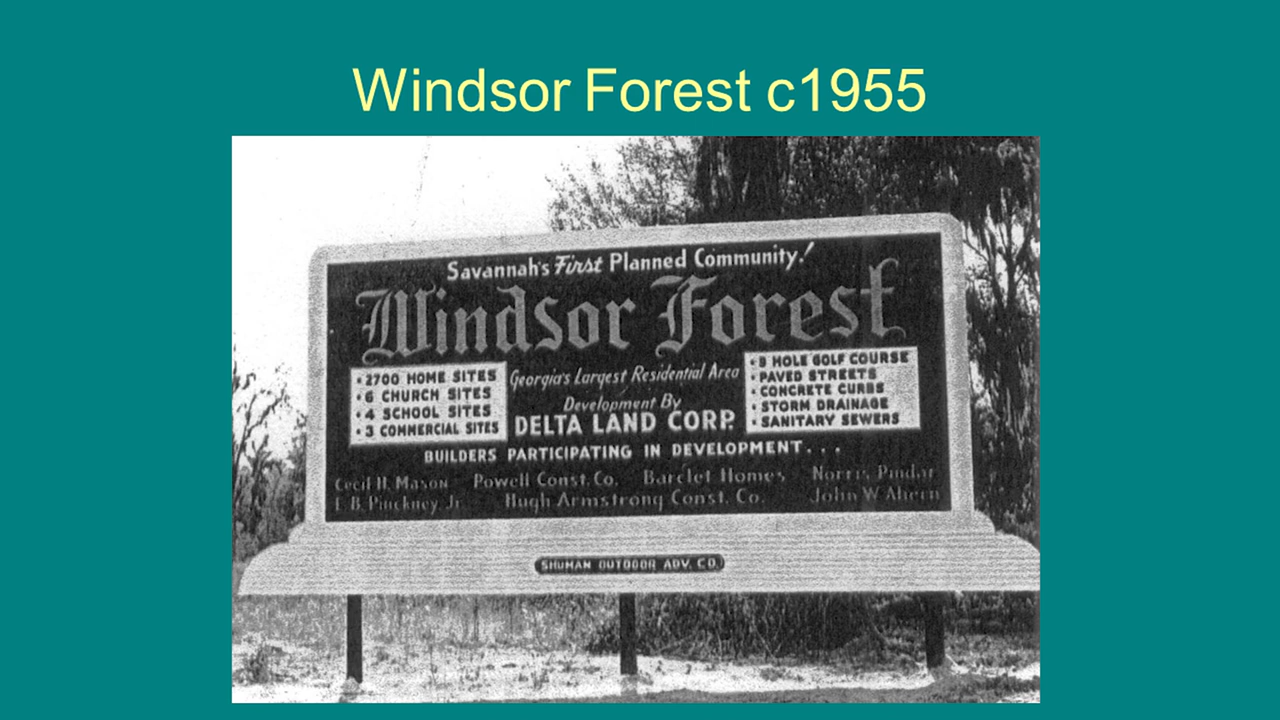 Windsor Forest c1955
Savannah's First Planned Community!
Windsor Forest
• 2700 HOME SITES
• 6 CHURCH SITES
• 4 SCHOOL SITES
• 3 COMMERCIAL SITES
Georgia's Largest Residential Area
Development By
DELTA LAND CORP.
• 9 HOLE GOLF COURSE
• PAVED STREETS
• CONCRETE CURBS
• STORM DRAINAGE
• SANITARY SEWERS
BUILDERS PARTICIPATING IN DEVELOPMENT...
Cecil H. Mason Powell Const. Co. Barclet Homes Norris Pindar
E. B. Pinckney, Jr. Hugh Armstrong Const. Co. John W. Ahern
SHUMAN OUTDOOR ADV. CO.